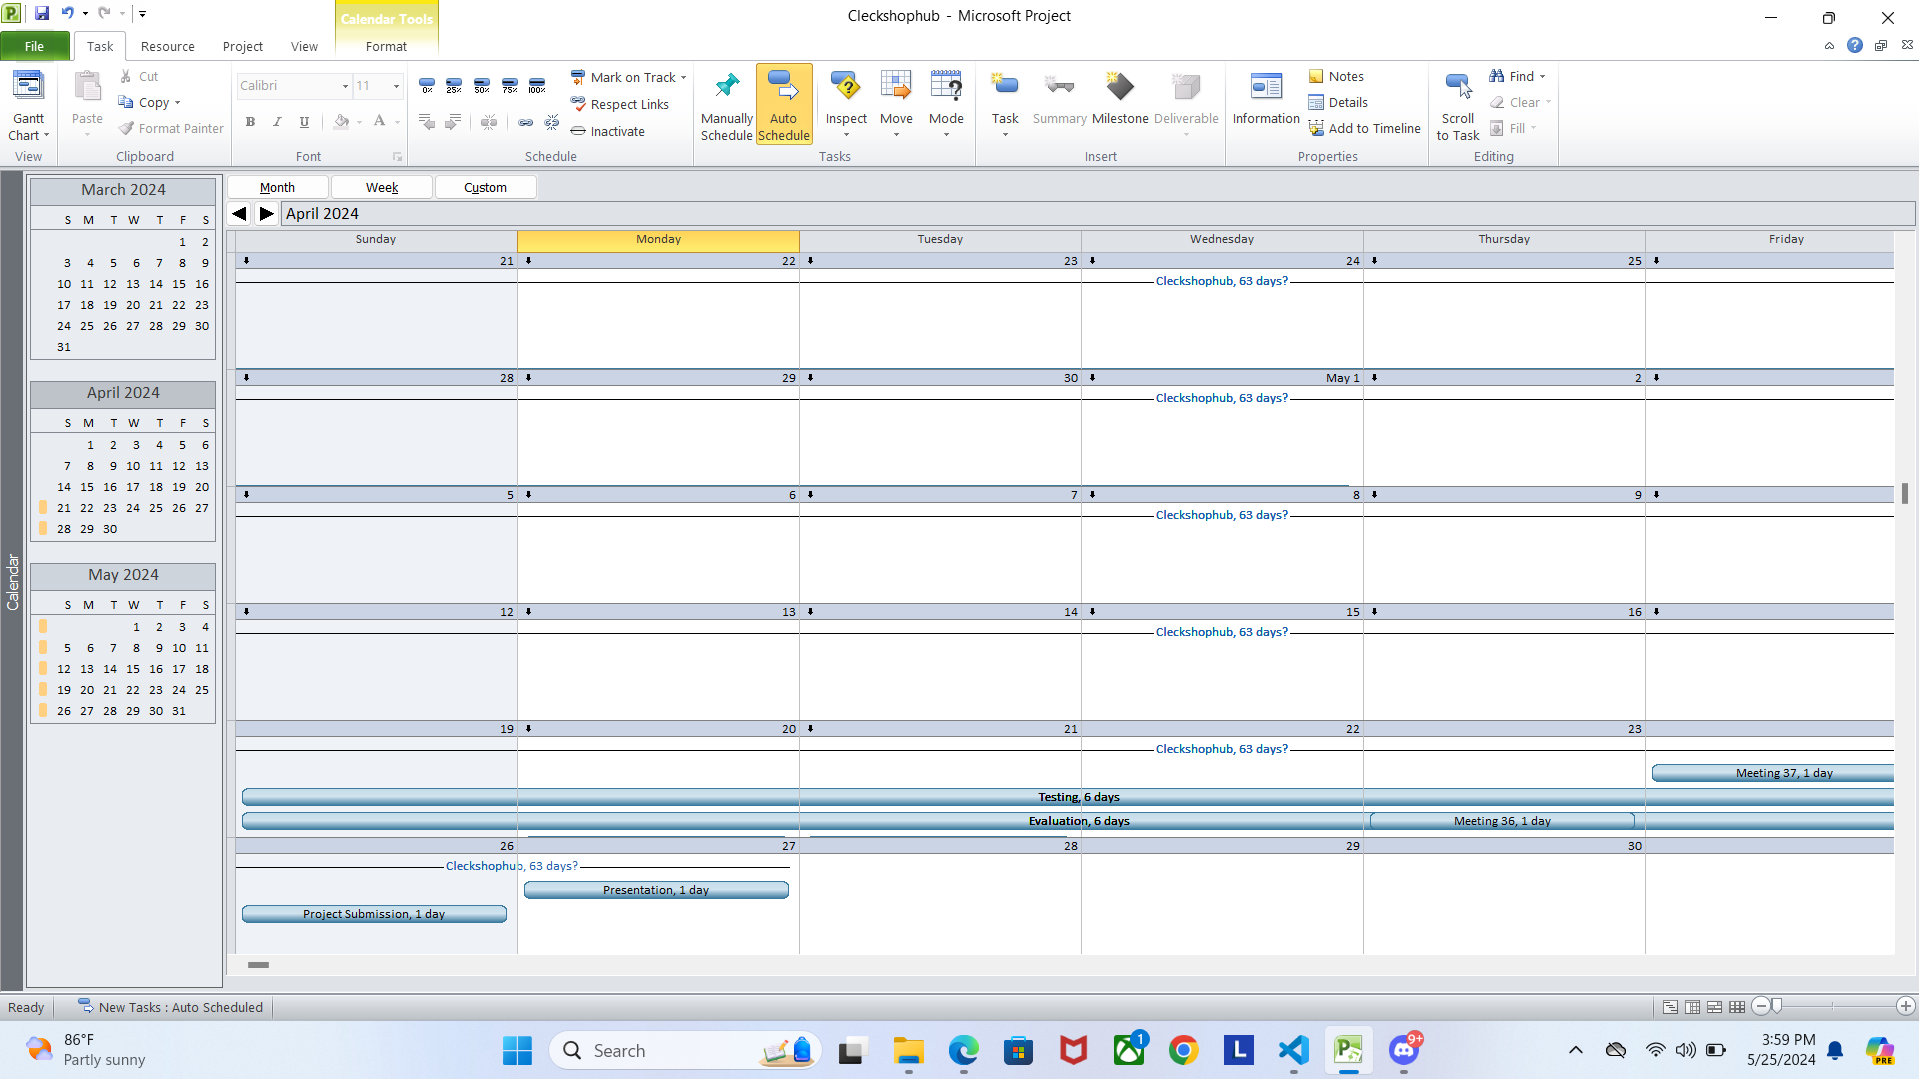 Cleckshophub - Microsoft Project
Calendar Tools
File Task Resource Project View Format
Gantt Chart
View
Paste
Cut
Copy
Format Painter
Clipboard
Calibri 11
B I U A
Font
0% 25% 50% 75% 100%
Mark on Track
Respect Links
Inactivate
Schedule
Manually Schedule
Auto Schedule
Inspect
Move
Mode
Tasks
Task
Summary
Milestone
Deliverable
Insert
Information
Notes
Details
Add to Timeline
Properties
Scroll to Task
Find
Clear
Fill
Editing
Calendar
March 2024
S M T W T F S
1 2
3 4 5 6 7 8 9
10 11 12 13 14 15 16
17 18 19 20 21 22 23
24 25 26 27 28 29 30
31
April 2024
S M T W T F S
1 2 3 4 5 6
7 8 9 10 11 12 13
14 15 16 17 18 19 20
21 22 23 24 25 26 27
28 29 30
May 2024
S M T W T F S
1 2 3 4
5 6 7 8 9 10 11
12 13 14 15 16 17 18
19 20 21 22 23 24 25
26 27 28 29 30 31
Month Week Custom
April 2024
Sunday Monday Tuesday Wednesday Thursday Friday
21 22 23 24 25
Cleckshophub, 63 days?
28 29 30 May 1 2
Cleckshophub, 63 days?
5 6 7 8 9
Cleckshophub, 63 days?
12 13 14 15 16
Cleckshophub, 63 days?
19 20 21 22 23
Cleckshophub, 63 days?
Meeting 37, 1 day
Testing, 6 days
Evaluation, 6 days
Meeting 36, 1 day
26 27 28 29 30
Cleckshophub, 63 days?
Presentation, 1 day
Project Submission, 1 day
Ready New Tasks : Auto Scheduled
86°F
Partly sunny
Search
1
L
9+
3:59 PM
5/25/2024
PRE